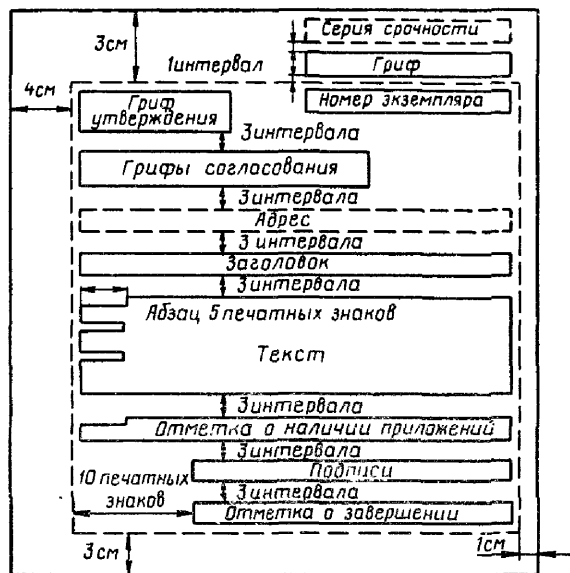 Серия срочности
3см
1интервал
Гриф
4см
Гриф
утверждения
Номер экземпляра
3интервала
Грифы согласования
3интервала
Адрес
3 интервала
Заголовок
3интервала
Абзац 5печатных знаков
Текст
3интервала
Отметка о наличии приложений
3интервала
10 печатных
знаков
Подписи
3интервала
Отметка о завершении
3см
1см